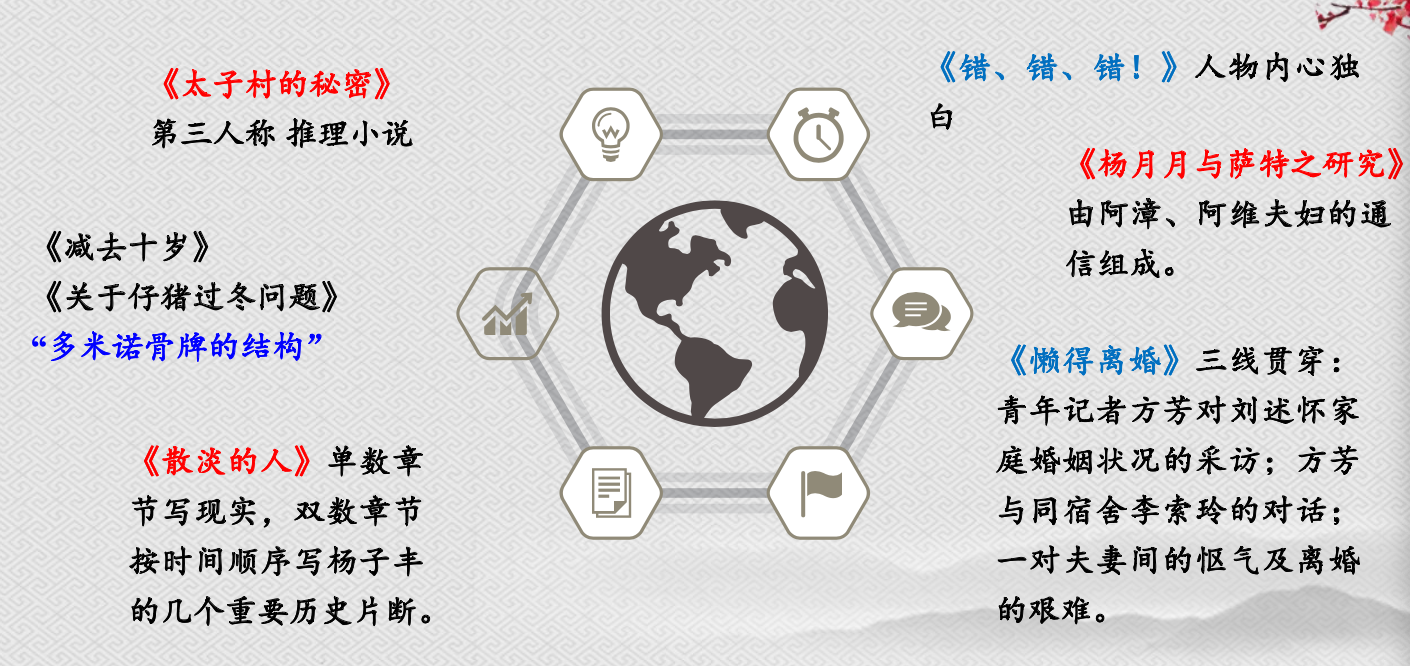 《太子村的秘密》
第三人称 推理小说
《减去十岁》
《关于仔猪过冬问题》
“多米诺骨牌的结构”
《散淡的人》单数章
节写现实，双数章节
按时间顺序写杨子丰
的几个重要历史片断。
《错、错、错！》人物内心独
白
《杨月月与萨特之研究》
由阿漳、阿维夫妇的通
信组成。
《懒得离婚》三线贯穿：
青年记者方芳对刘述怀家
庭婚姻状况的采访；方芳
与同宿舍李索玲的对话；
一对夫妻间的怄气及离婚
的艰难。